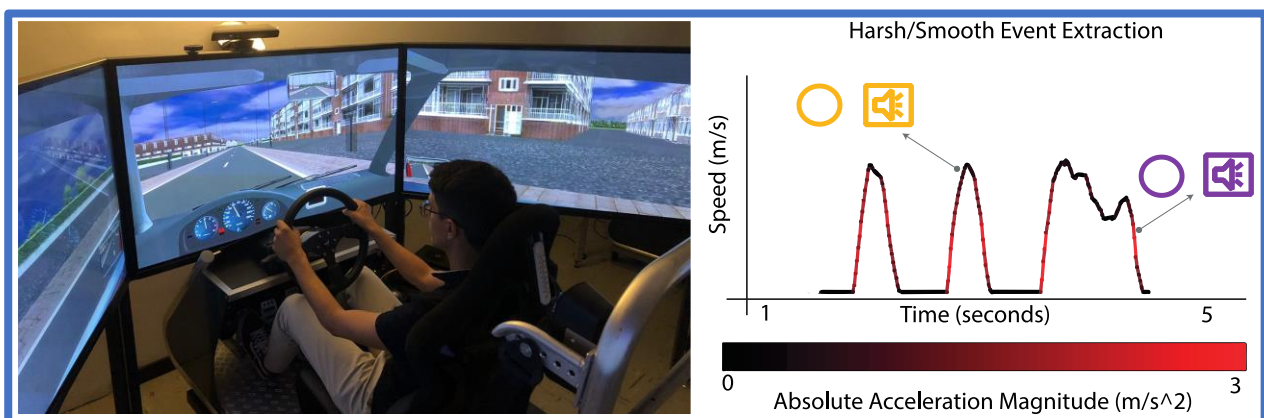 Harsh/Smooth Event Extraction
Speed (m/s)
1
Time (seconds)
5
0
3
Absolute Acceleration Magnitude (m/s^2)